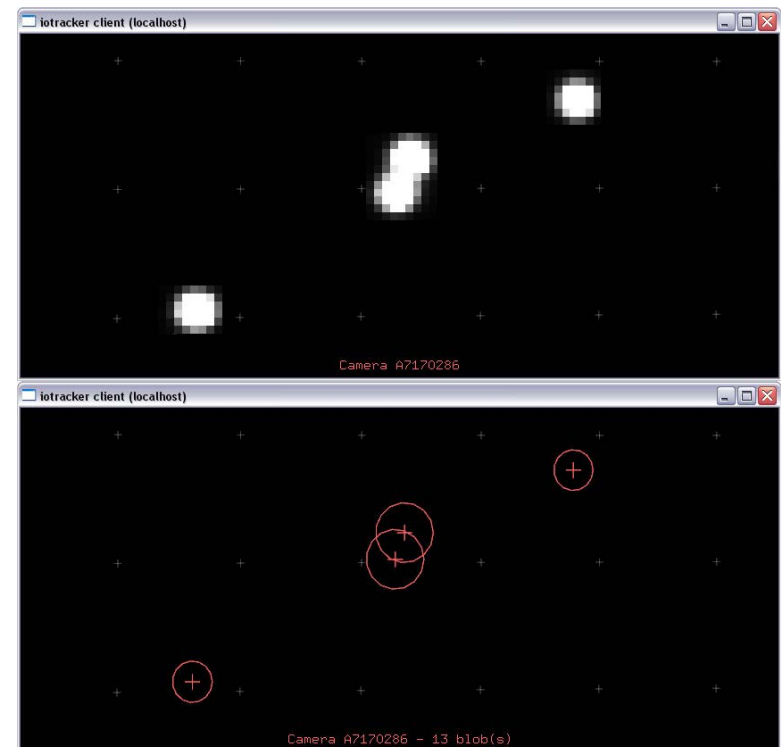 iotracker client (localhost)
Camera A7170286
iotracker client (localhost)
Camera A7170286 - 13 blob(s)